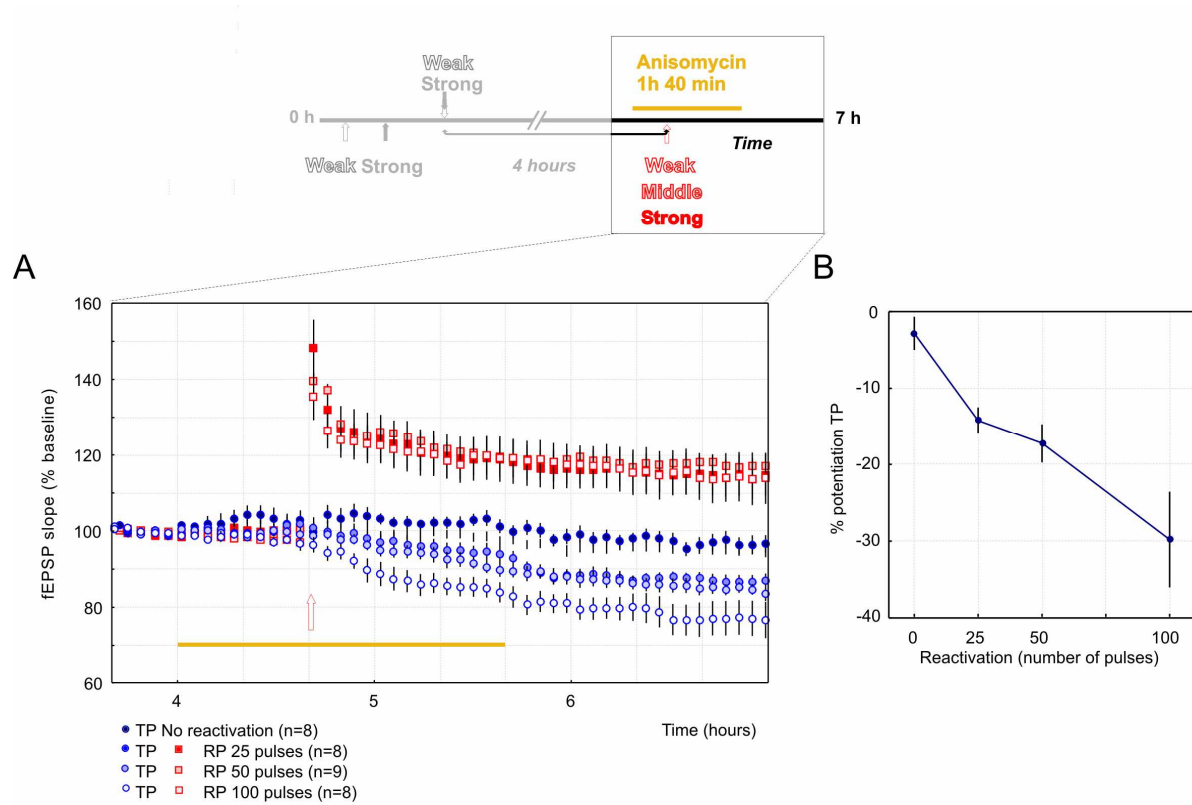 Weak
Strong
Anisomycin
1h 40 min
0 h
7 h
Time
Weak Strong
4 hours
Weak
Middle
Strong
A
B
fEPSP slope (% baseline)
160
140
120
100
80
60
4
5
6
Time (hours)
TP No reactivation (n=8)
TP RP 25 pulses (n=8)
TP RP 50 pulses (n=9)
TP RP 100 pulses (n=8)
% potentiation TP
0
-10
-20
-30
-40
0
25
50
100
Reactivation (number of pulses)